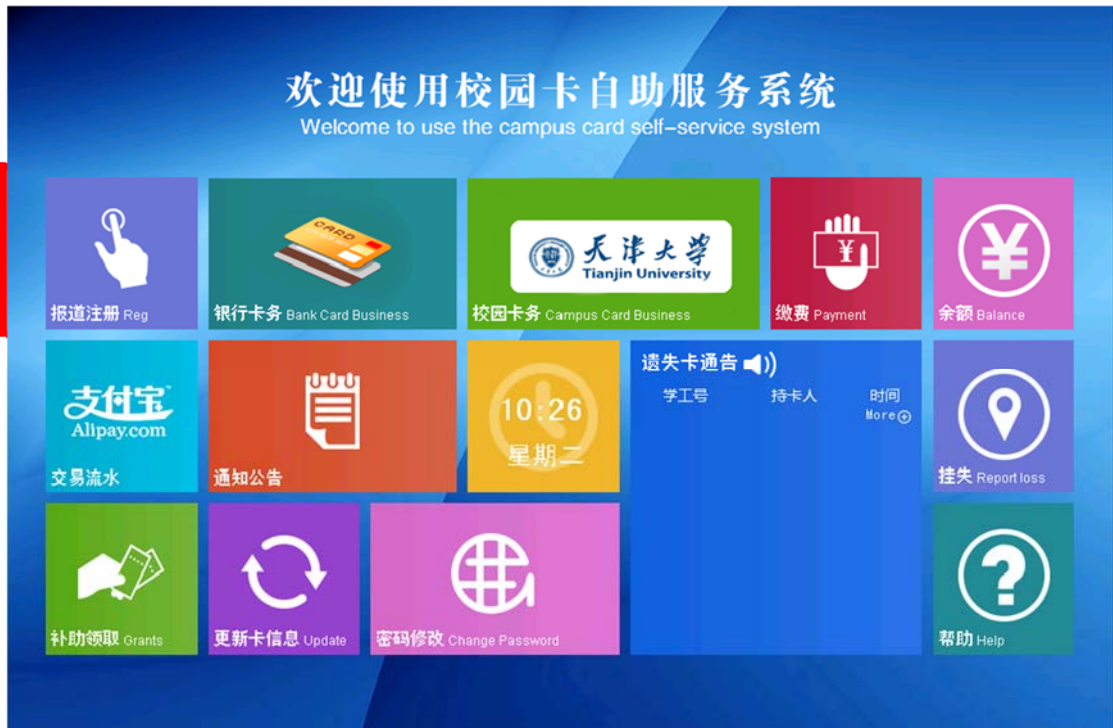 欢迎使用校园卡自助服务系统
Welcome to use the campus card self-service system
报道注册 Reg
CARD
银行卡务 Bank Card Business
天津大学
Tianjin University
校园卡务 Campus Card Business
¥
缴费 Payment
¥
余额 Balance
支付宝
Alipay.com
交易流水
通知公告
10:26
星期二
遗失卡通告
学工号 持卡人 时间
More
挂失 Report loss
补助领取 Grants
更新卡信息 Update
密码修改 Change Password
?
帮助 Help